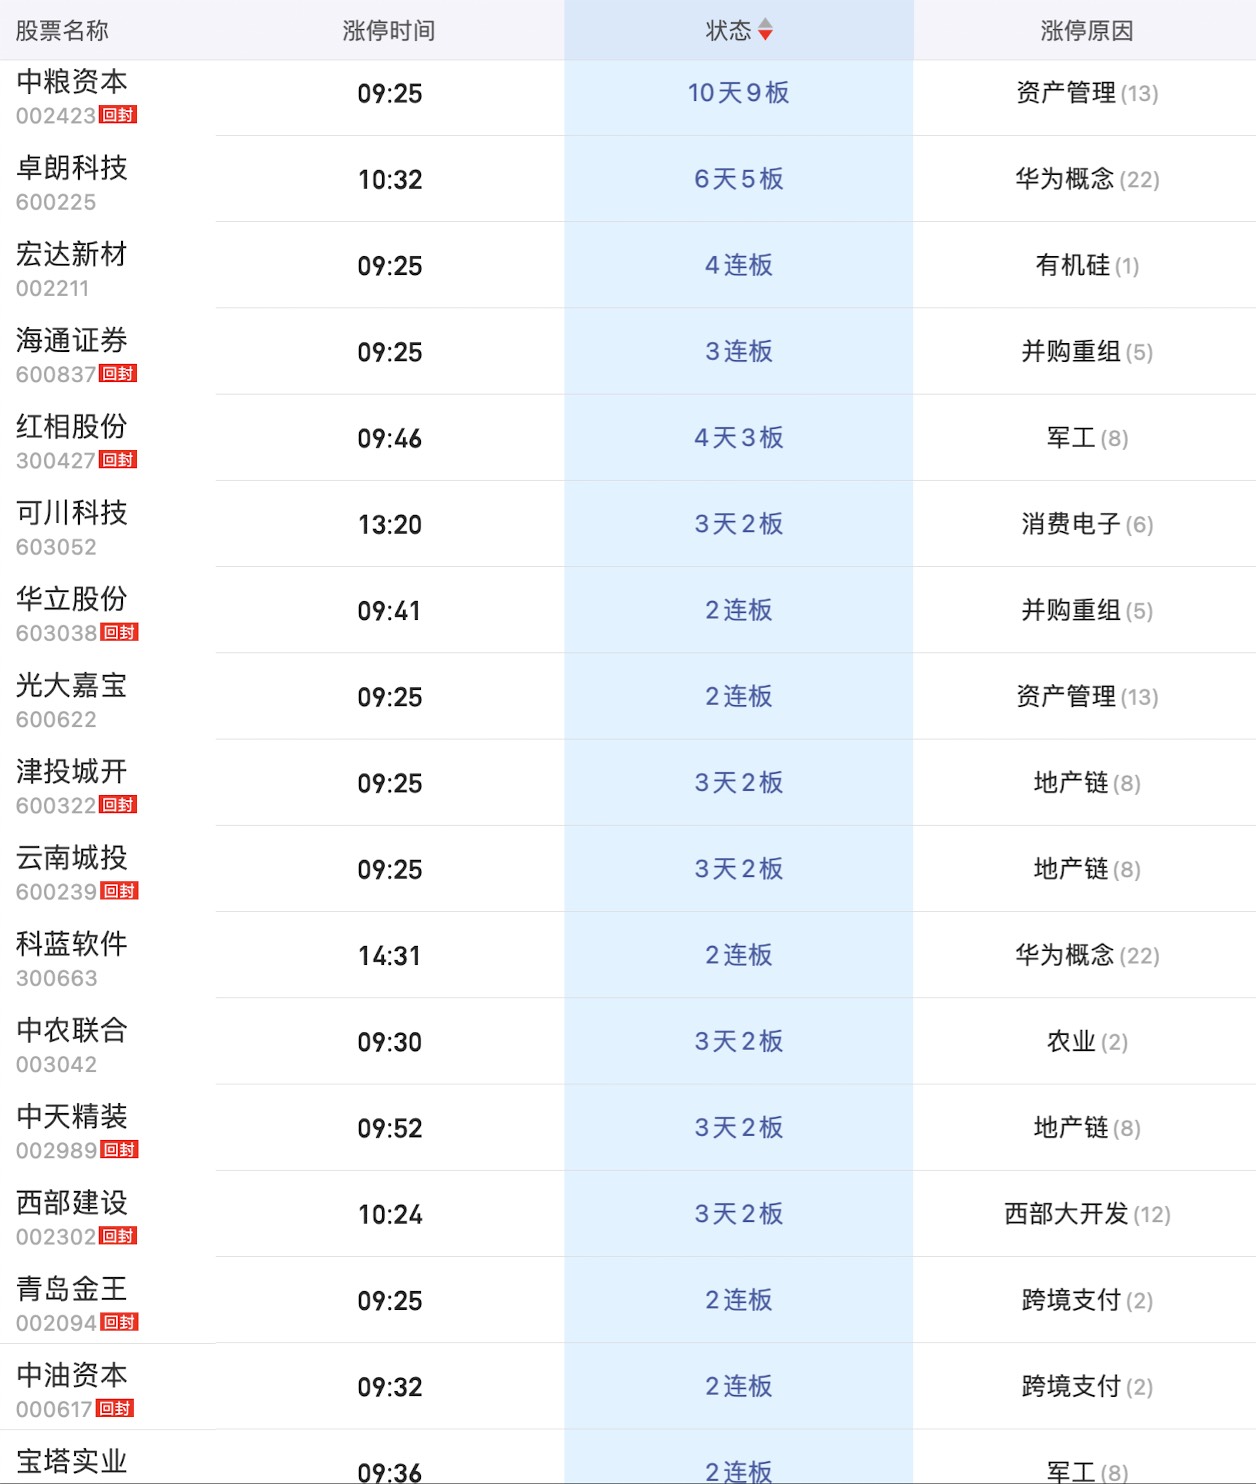 股票名称 涨停时间 状态 涨停原因
中粮资本 09:25 10天9板 资产管理(13)
002423 回封
卓朗科技 10:32 6天5板 华为概念(22)
600225
宏达新材 09:25 4连板 有机硅(1)
002211
海通证券 09:25 3连板 并购重组(5)
600837 回封
红相股份 09:46 4天3板 军工(8)
300427 回封
可川科技 13:20 3天2板 消费电子(6)
603052
华立股份 09:41 2连板 并购重组(5)
603038 回封
光大嘉宝 09:25 2连板 资产管理(13)
600622
津投城开 09:25 3天2板 地产链(8)
600322 回封
云南城投 09:25 3天2板 地产链(8)
600239 回封
科蓝软件 14:31 2连板 华为概念(22)
300663
中农联合 09:30 3天2板 农业(2)
003042
中天精装 09:52 3天2板 地产链(8)
002989 回封
西部建设 10:24 3天2板 西部大开发(12)
002302 回封
青岛金王 09:25 2连板 跨境支付(2)
002094 回封
中油资本 09:32 2连板 跨境支付(2)
000617 回封
宝塔实业 09:36 2连板 军工(8)